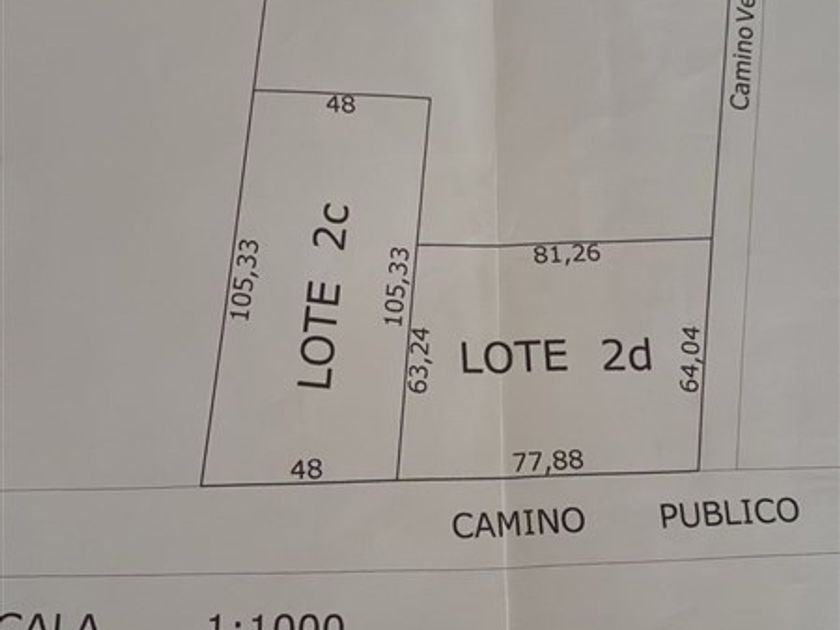 Camino Ve
48
105,33
LOTE 2c
105,33
81,26
63,24
LOTE 2d
64,04
48
77,88
CAMINO PUBLICO
CALA 1:1000